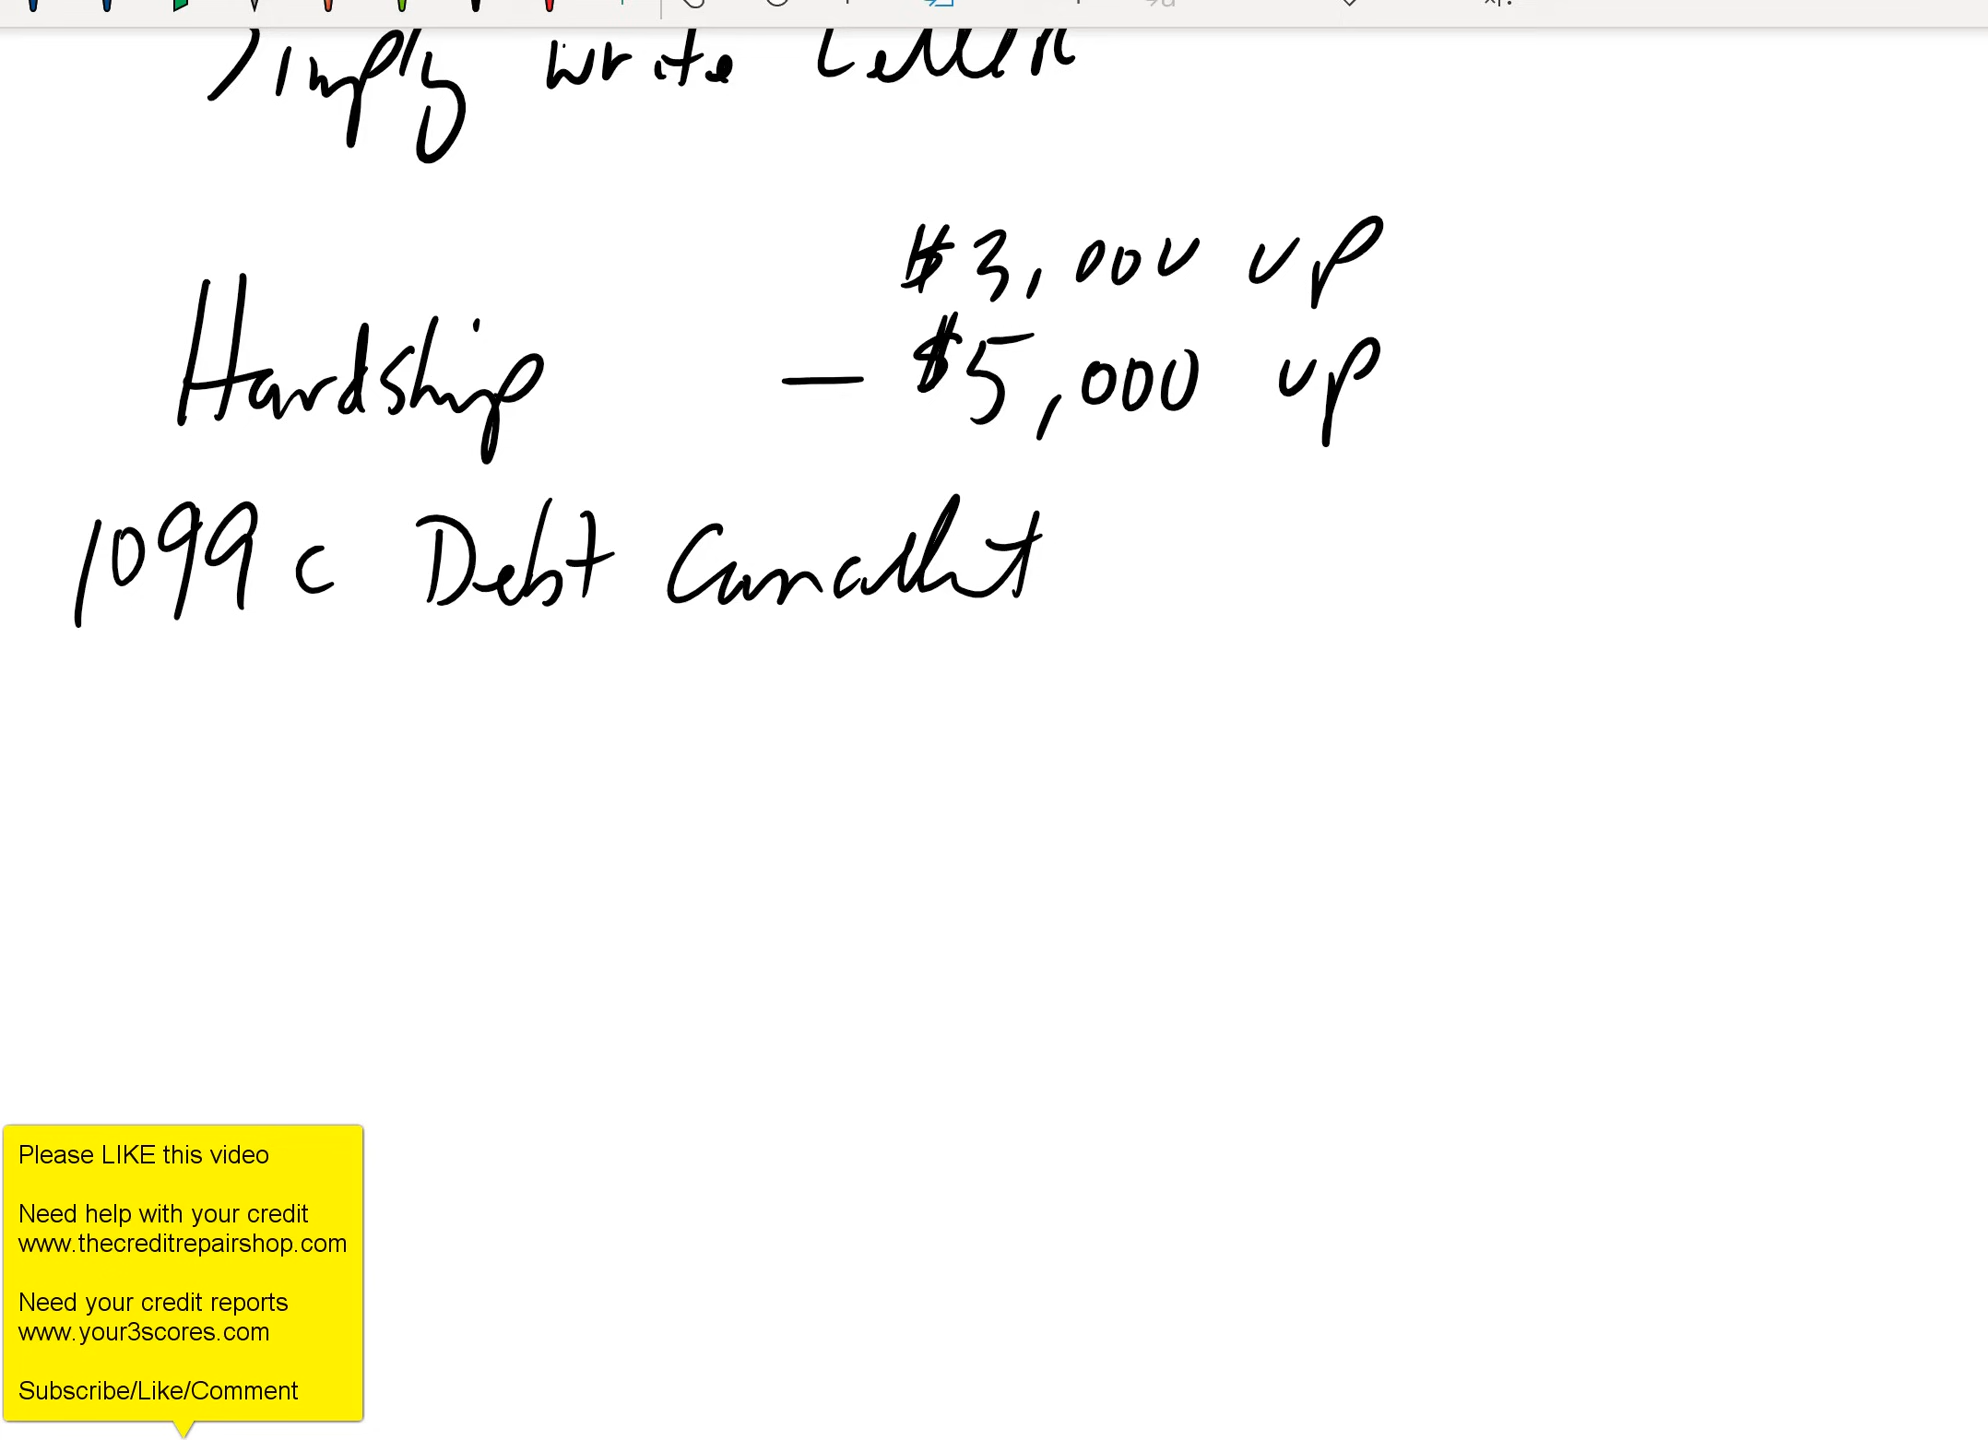 Simply write Letter
$3,000 up
Hardship — $5,000 up
1099 c Debt
Please LIKE this video
Need help with your credit
www.thecreditrepairshop.com
Need your credit reports
www.your3scores.com
Subscribe/Like/Comment